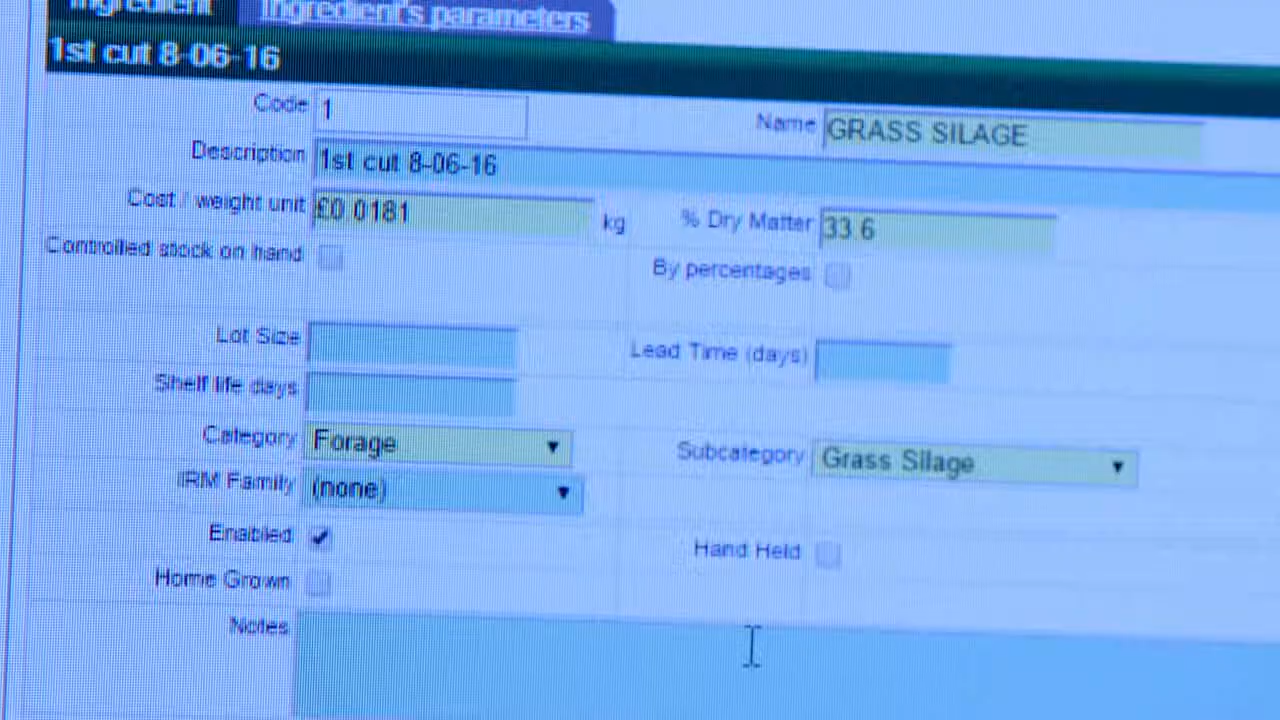 Ingredient Ingredient's parameters
1st cut 8-06-16
Code 1 Name GRASS SILAGE
Description 1st cut 8-06-16
Cost / weight unit £0.0181 kg % Dry Matter 33.6
Controlled stock on hand By percentages
Lot Size Lead Time (days)
Shelf life days
Category Forage Subcategory Grass Silage
IRM Family (none)
Enabled Hand Held
Home Grown
Notes